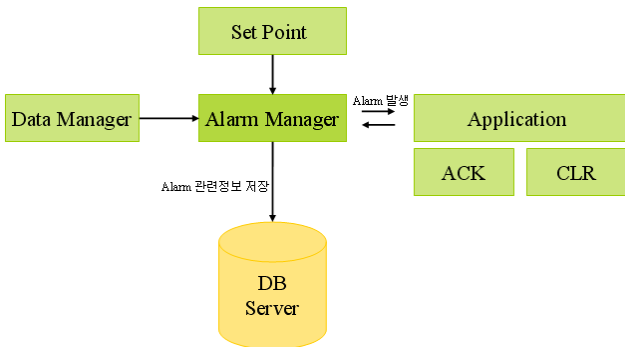 Set Point
Data Manager
Alarm Manager
Alarm 발생
Application
ACK
CLR
Alarm 관련정보 저장
DB
Server